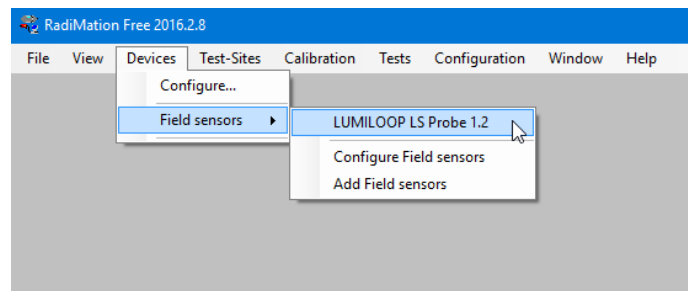 RadiMation Free 2016.2.8
File View Devices Test-Sites Calibration Tests Configuration Window Help
Configure...
Field sensors
LUMILOOP LS Probe 1.2
Configure Field sensors
Add Field sensors